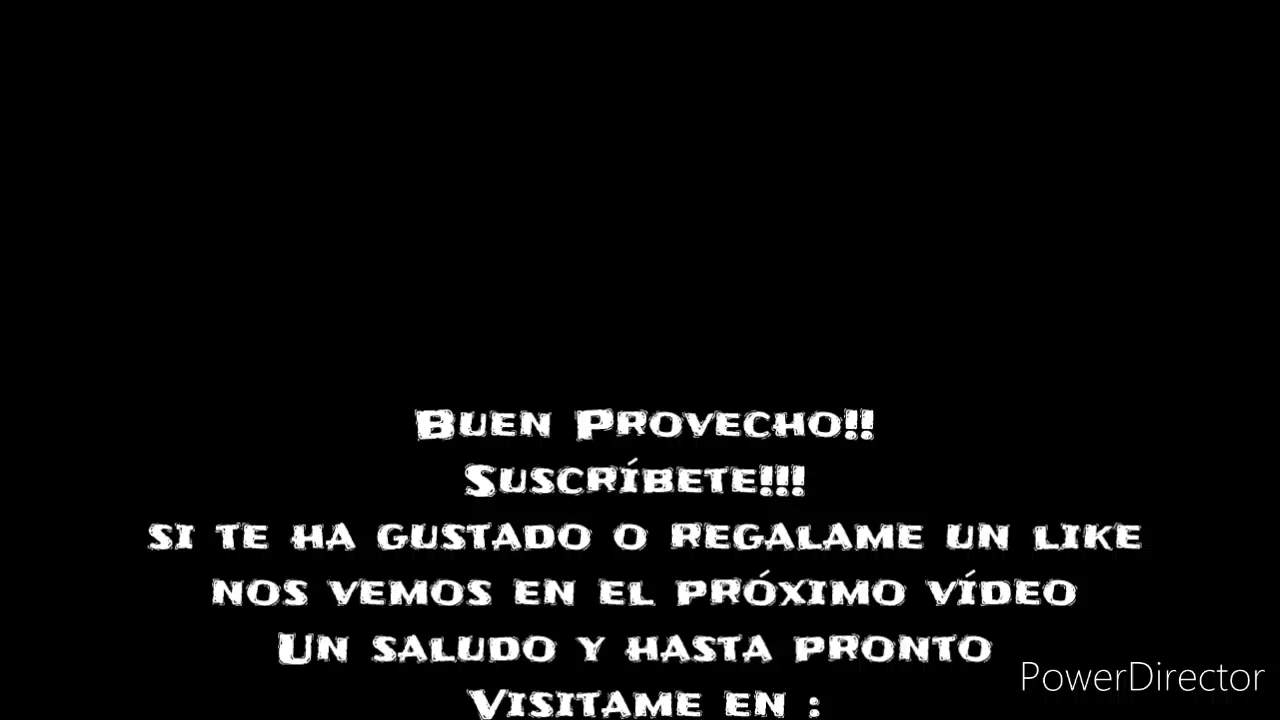 Buen Provecho!!
Suscríbete!!!
si te ha gustado o regalame un like
nos vemos en el próximo vídeo
Un saludo y hasta pronto
PowerDirector
Visitame en :